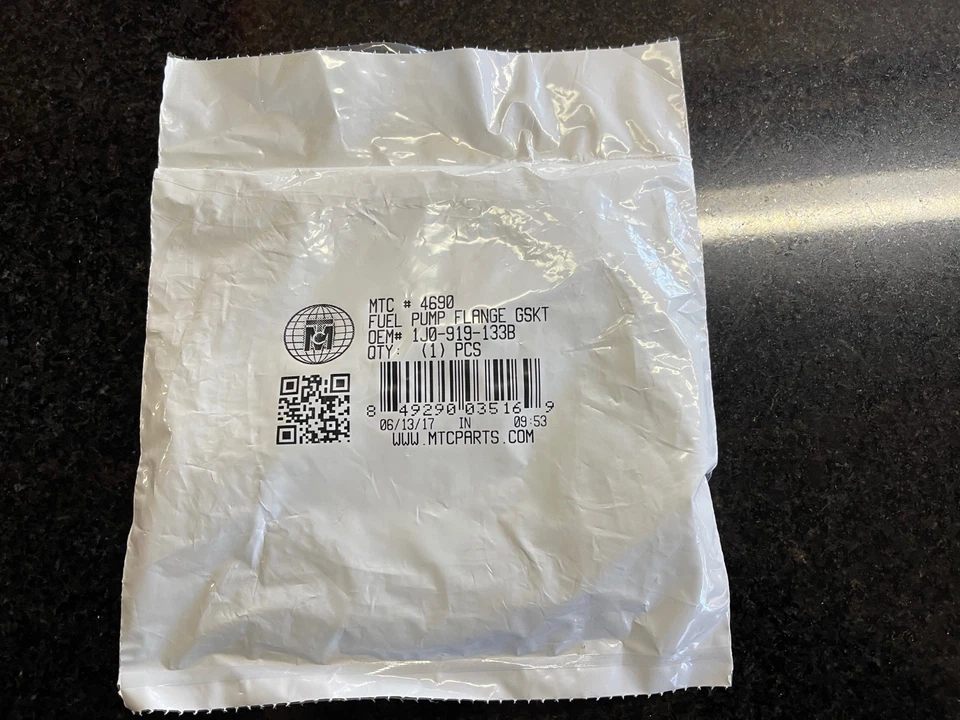 MTC # 4690
FUEL PUMP FLANGE GSKT
OEM# 1J0-919-133B
QTY: (1) PCS
MTC
8 49290 03516 9
06/13/17 IN 09:53
WWW.MTCPARTS.COM